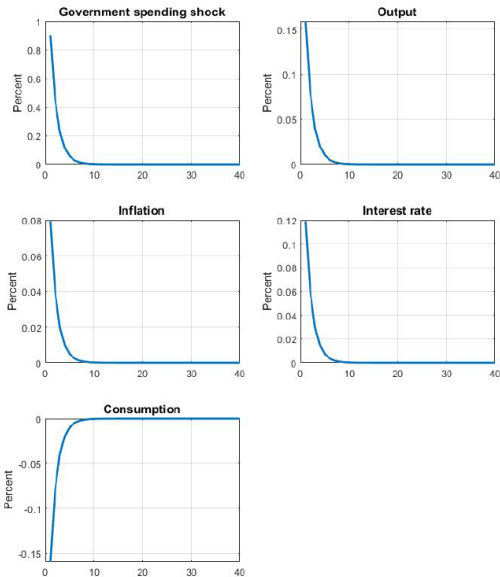 Government spending shock
Percent
1
0.8
0.6
0.4
0.2
0
0 10 20 30 40
Output
Percent
0.15
0.1
0.05
0
0 10 20 30 40
Inflation
Percent
0.08
0.06
0.04
0.02
0
0 10 20 30 40
Interest rate
Percent
0.12
0.1
0.08
0.06
0.04
0.02
0
0 10 20 30 40
Consumption
Percent
0
-0.05
-0.1
-0.15
0 10 20 30 40